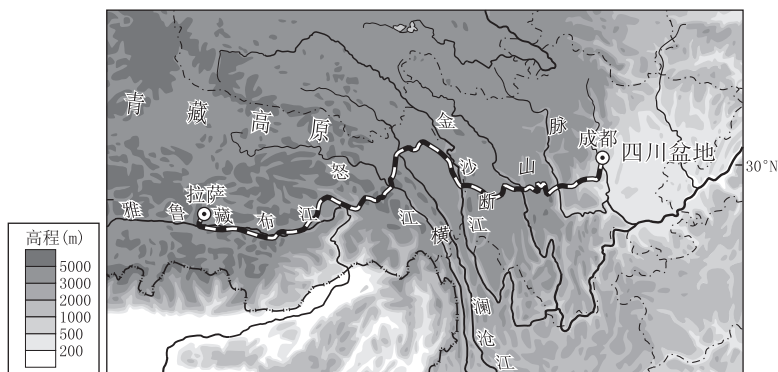 青藏高原
金沙江
脉
成都
四川盆地
30°N
怒江
山
拉萨
断
雅鲁藏布江
横
澜沧江
高程(m)
5000
3000
2000
1000
500
200